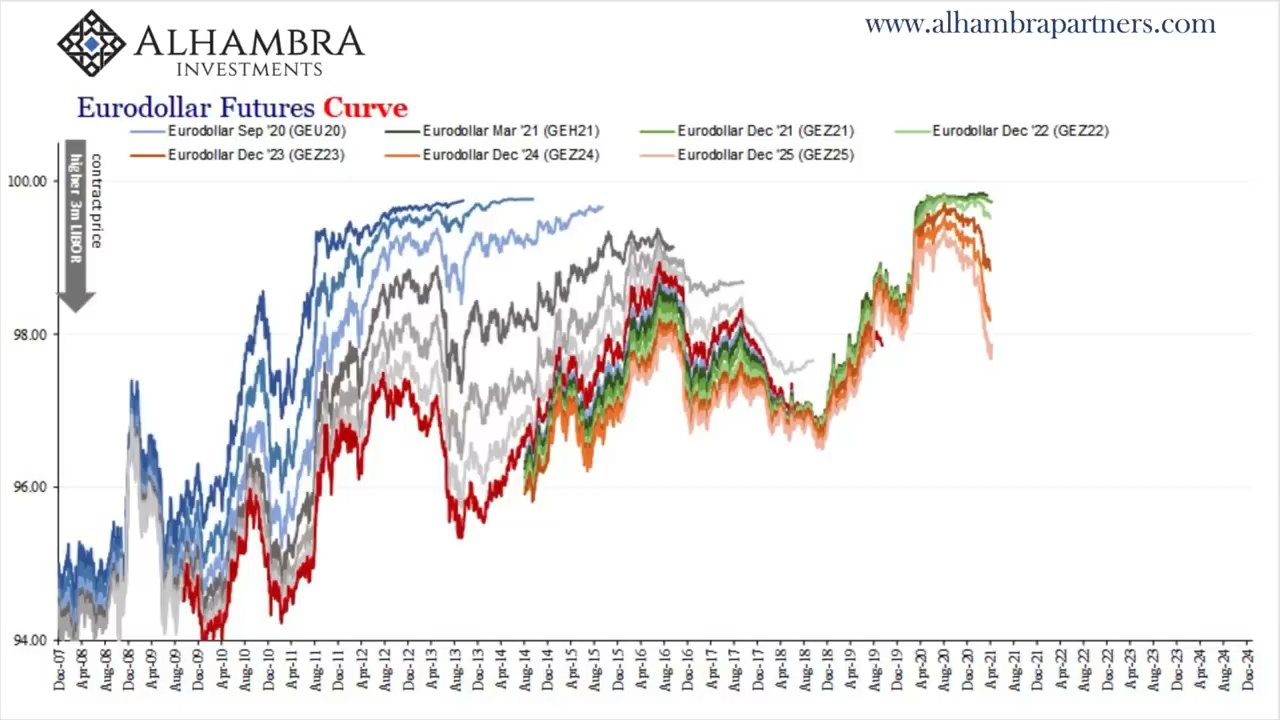 www.alhambrapartners.com
ALHAMBRA
INVESTMENTS
Eurodollar Futures Curve
Eurodollar Sep '20 (GEU20) Eurodollar Mar '21 (GEH21) Eurodollar Dec '21 (GEZ21) Eurodollar Dec '22 (GEZ22)
Eurodollar Dec '23 (GEZ23) Eurodollar Dec '24 (GEZ24) Eurodollar Dec '25 (GEZ25)
contract price
higher 3m LIBOR
100.00
98.00
96.00
94.00
Dec-07 Apr-08 Aug-08 Dec-08 Apr-09 Aug-09 Dec-09 Apr-10 Aug-10 Dec-10 Apr-11 Aug-11 Dec-11 Apr-12 Aug-12 Dec-12 Apr-13 Aug-13 Dec-13 Apr-14 Aug-14 Dec-14 Apr-15 Aug-15 Dec-15 Apr-16 Aug-16 Dec-16 Apr-17 Aug-17 Dec-17 Apr-18 Aug-18 Dec-18 Apr-19 Aug-19 Dec-19 Apr-20 Aug-20 Dec-20 Apr-21 Aug-21 Dec-21 Apr-22 Aug-22 Dec-22 Apr-23 Aug-23 Dec-23 Apr-24 Aug-24 Dec-24